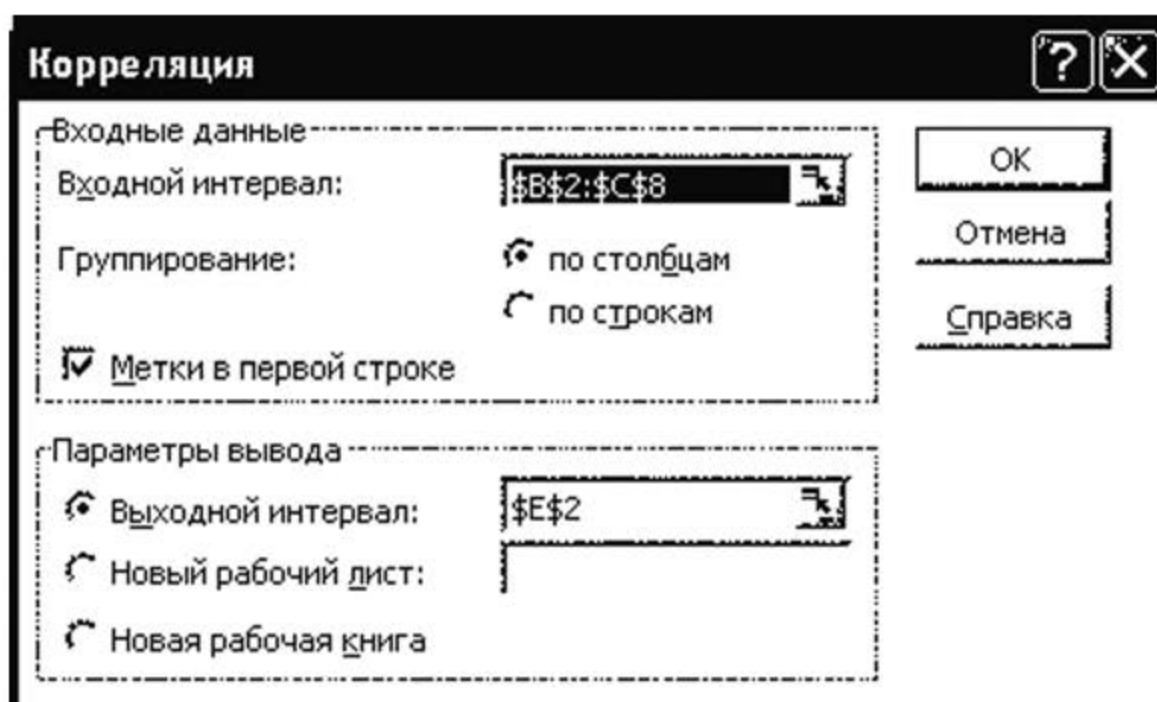 Корреляция
Входные данные
Входной интервал: $B$2:$C$8
Группирование: по столбцам
по строкам
Метки в первой строке
Параметры вывода
Выходной интервал: $E$2
Новый рабочий лист:
Новая рабочая книга
ОК
Отмена
Справка